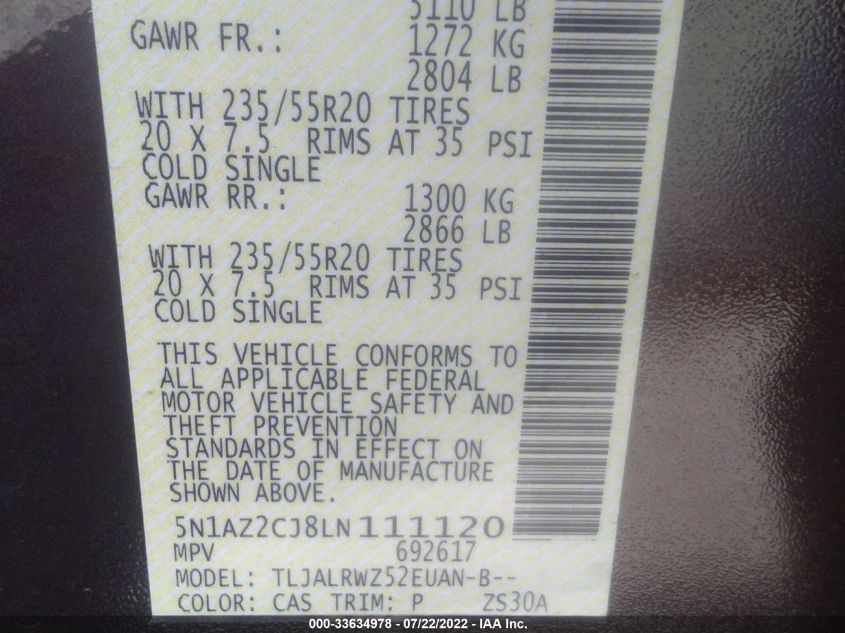 5110 LB
GAWR FR.: 1272 KG
2804 LB
WITH 235/55R20 TIRES
20 X 7.5 RIMS AT 35 PSI
COLD SINGLE
GAWR RR.: 1300 KG
2866 LB
WITH 235/55R20 TIRES
20 X 7.5 RIMS AT 35 PSI
COLD SINGLE
THIS VEHICLE CONFORMS TO
ALL APPLICABLE FEDERAL
MOTOR VEHICLE SAFETY AND
THEFT PREVENTION
STANDARDS IN EFFECT ON
THE DATE OF MANUFACTURE
SHOWN ABOVE.
5N1AZ2CJ8LN111120
MPV 692617
MODEL: TLJALRWZ52EUAN-B--
COLOR: CAS TRIM: P ZS30A
000-33634978 - 07/22/2022 - IAA Inc.